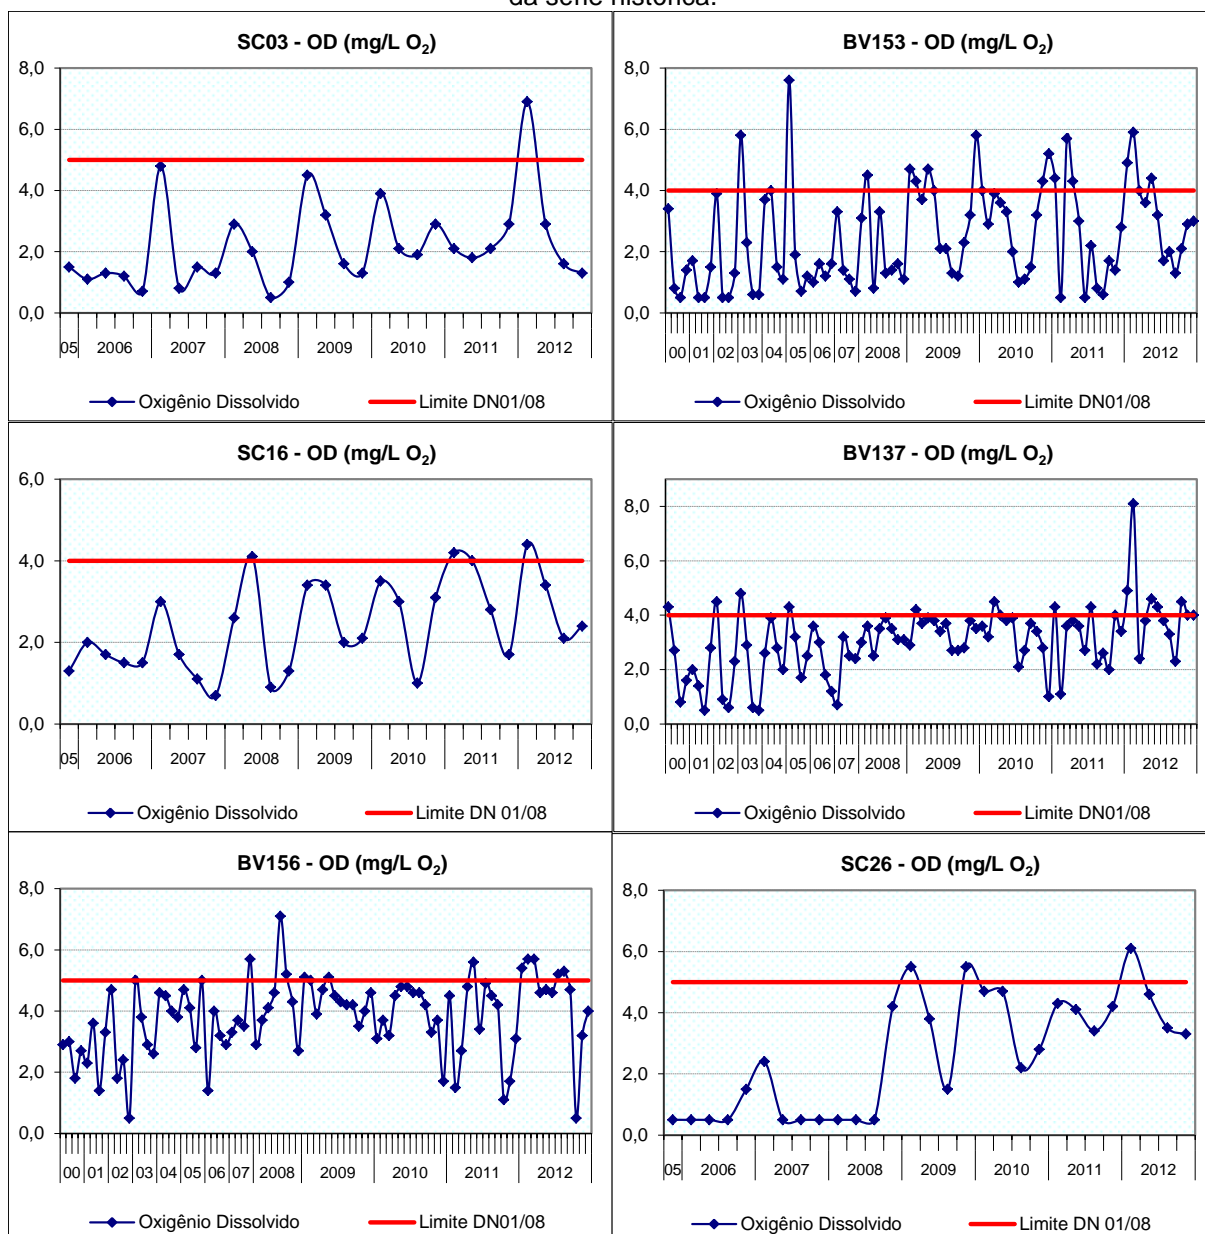 da série histórica.
SC03 - OD (mg/L O₂)
8,0
6,0
4,0
2,0
0,0
05 2006 2007 2008 2009 2010 2011 2012
Oxigênio Dissolvido Limite DN01/08
BV153 - OD (mg/L O₂)
8,0
6,0
4,0
2,0
0,0
00 01 02 03 04 05 06 07 2008 2009 2010 2011 2012
Oxigênio Dissolvido Limite DN01/08
SC16 - OD (mg/L O₂)
6,0
4,0
2,0
0,0
05 2006 2007 2008 2009 2010 2011 2012
Oxigênio Dissolvido Limite DN 01/08
BV137 - OD (mg/L O₂)
8,0
6,0
4,0
2,0
0,0
00 01 02 03 04 05 06 07 2008 2009 2010 2011 2012
Oxigênio Dissolvido Limite DN01/08
BV156 - OD (mg/L O₂)
8,0
6,0
4,0
2,0
0,0
00 01 02 03 04 05 06 07 2008 2009 2010 2011 2012
Oxigênio Dissolvido Limite DN01/08
SC26 - OD (mg/L O₂)
8,0
6,0
4,0
2,0
0,0
05 2006 2007 2008 2009 2010 2011 2012
Oxigênio Dissolvido Limite DN 01/08